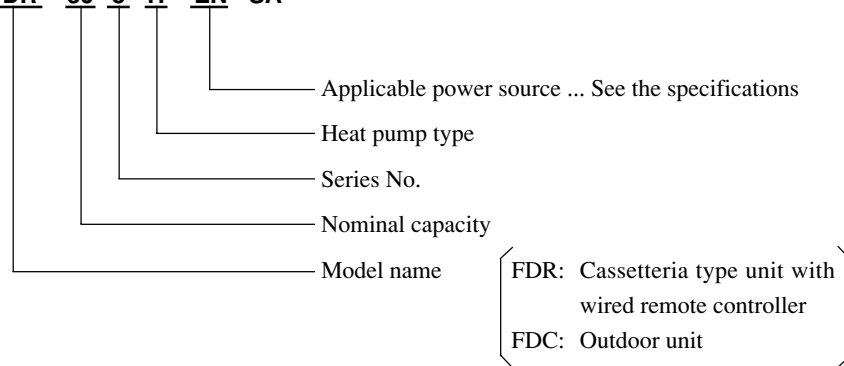 Applicable power source ... See the specifications
Heat pump type
Series No.
Nominal capacity
Model name
FDR: Cassetteria type unit with
wired remote controller
FDC: Outdoor unit